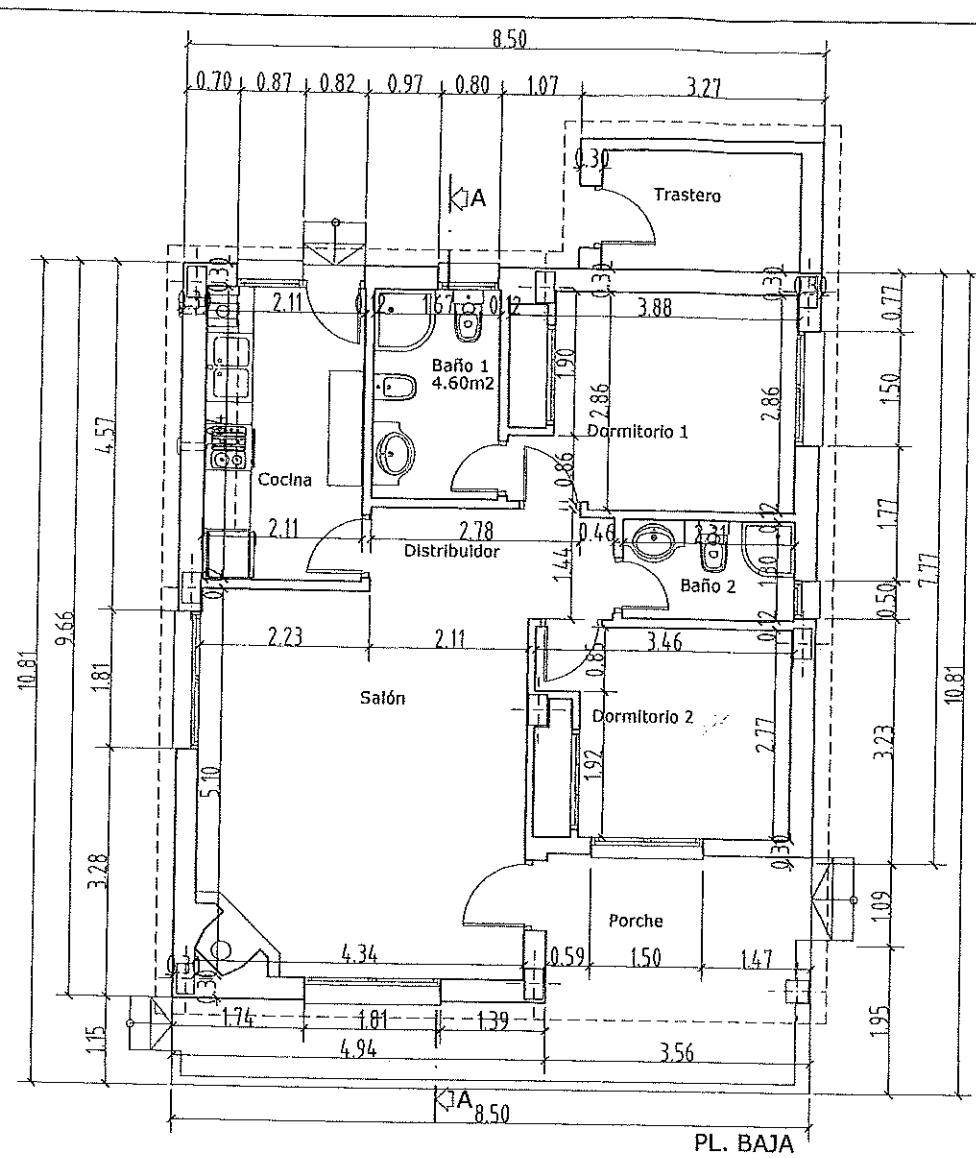 8.50
0.70 0.87 0.82 0.97 0.80 1.07 3.27
0.30
Trastero
A
0.30 0.30 0.30
2.11 1.67 0.12 3.88
0.77
Baño 1
4.60m2
1.90
2.86 2.86
1.50
4.57
Dormitorio 1
0.86
Cocina
1.77
2.11 2.78 0.46 2.31 0.12
Distribuidor
1.44
Baño 2
1.80
7.77
0.50
9.66
2.23 2.11 3.46 0.12
0.85
10.81 10.81
1.81
Salón
Dormitorio 2
2.77
3.23
5.10
1.92
3.28
0.30
1.09
Porche
4.34 0.59 1.50 1.47
0.30
1.15
1.74 1.81 1.39
1.95
4.94 3.56
A
8.50
PL. BAJA